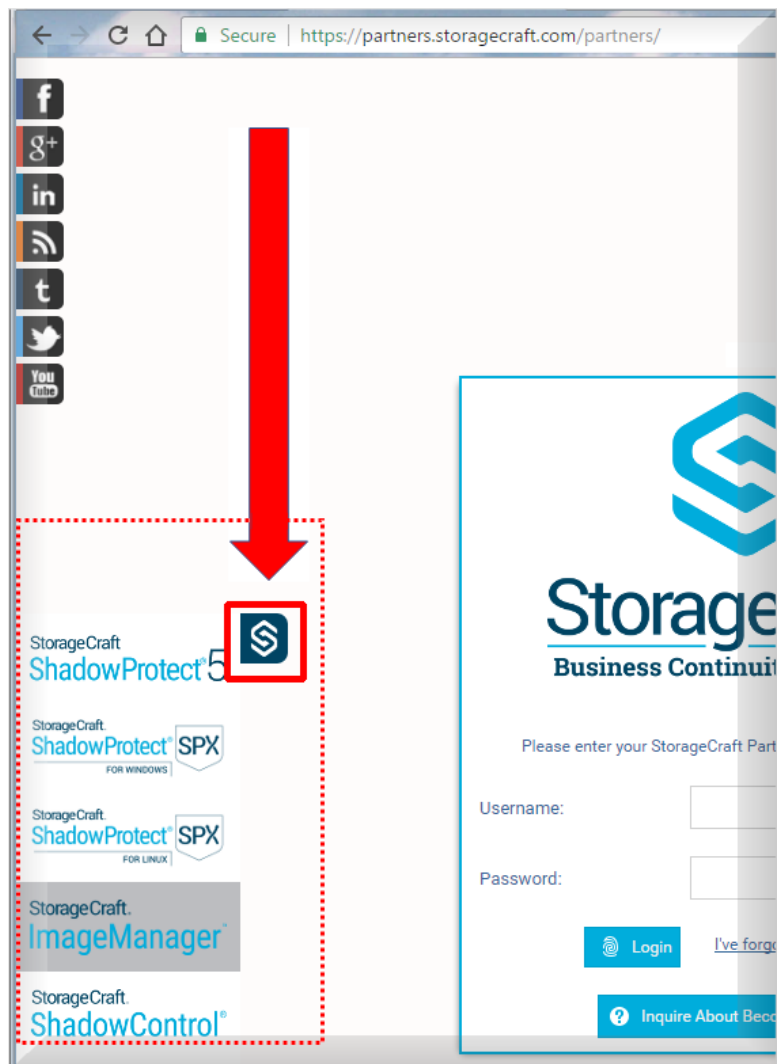 Secure | https://partners.storagecraft.com/partners/
f
g+
in
t
You
Tube
StorageCraft
ShadowProtect® 5
StorageCraft.
ShadowProtect® SPX
FOR WINDOWS
StorageCraft.
ShadowProtect® SPX
FOR LINUX
StorageCraft.
ImageManager™
StorageCraft.
ShadowControl®
Storage
Business Continuit
Please enter your StorageCraft Part
Username:
Password:
Login
I've forgo
? Inquire About Beco